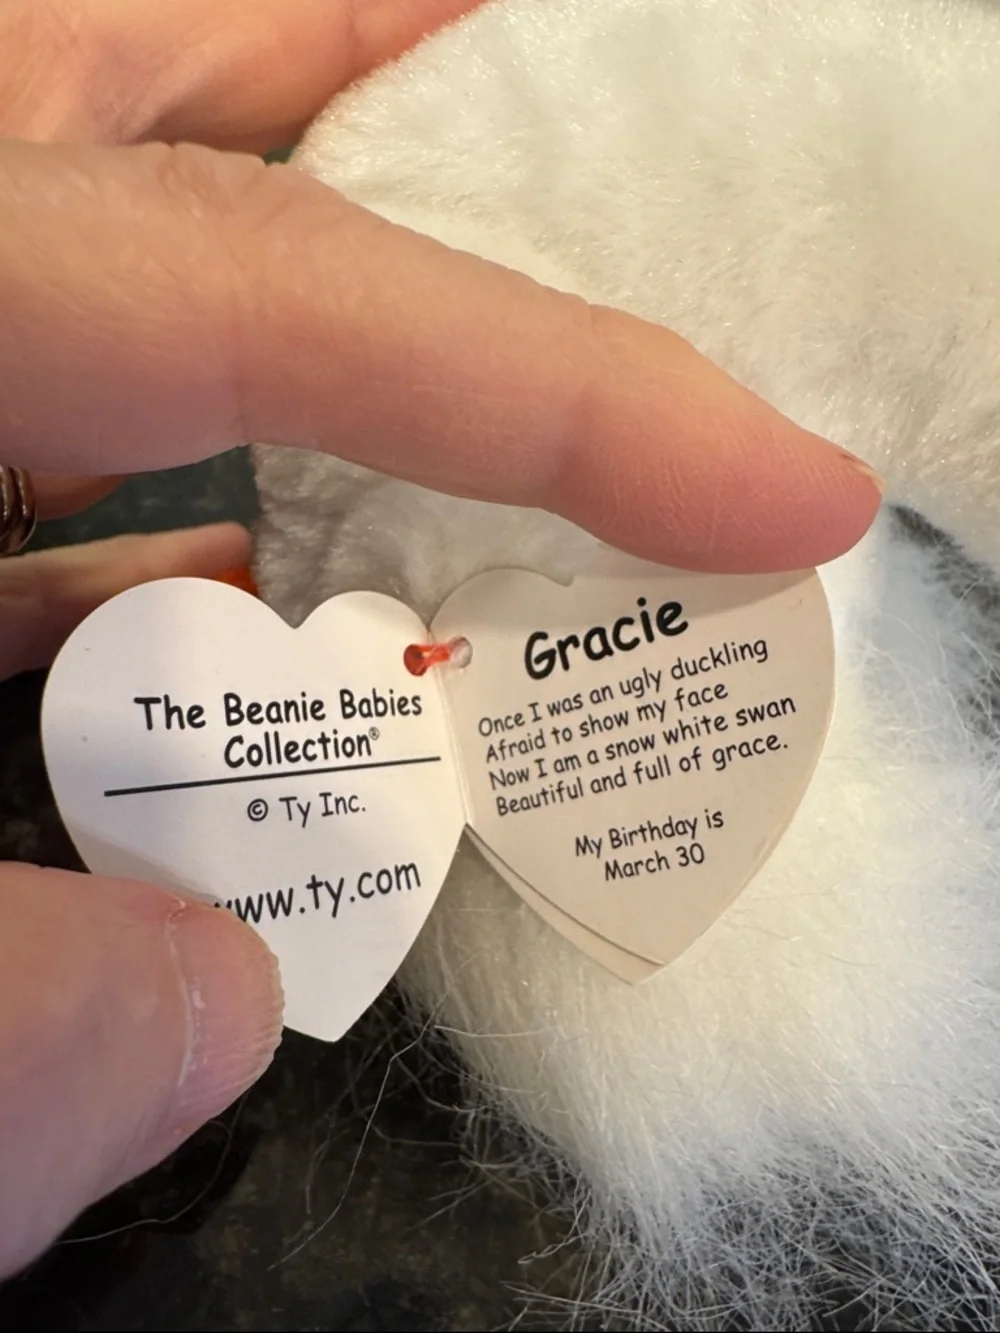 The Beanie Babies
Collection®
© Ty Inc.
www.ty.com
Gracie
Once I was an ugly duckling
Afraid to show my face
Now I am a snow white swan
Beautiful and full of grace.
My Birthday is
March 30